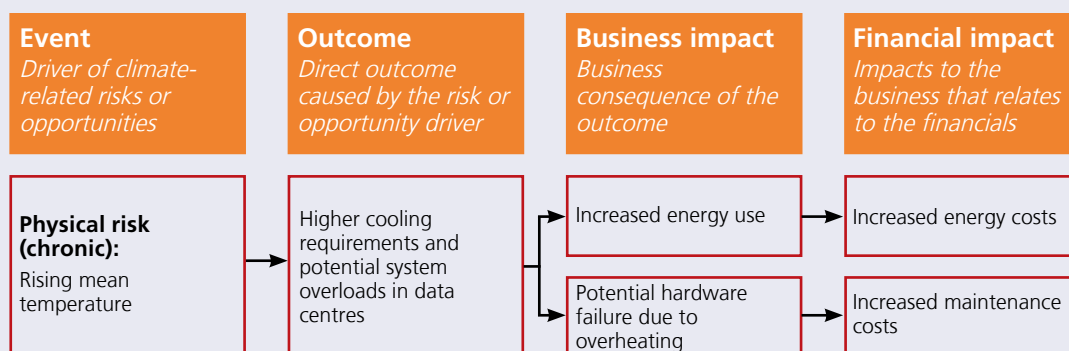 Event
Driver of climate-
related risks or
opportunities
Outcome
Direct outcome
caused by the risk or
opportunity driver
Business impact
Business
consequence of the
outcome
Financial impact
Impacts to the
business that relates
to the financials
Physical risk
(chronic):
Rising mean
temperature
Higher cooling
requirements and
potential system
overloads in data
centres
Increased energy use
Increased energy costs
Potential hardware
failure due to
overheating
Increased maintenance
costs